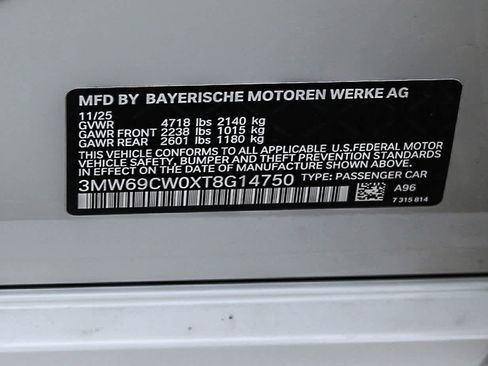 MFD BY BAYERISCHE MOTOREN WERKE AG
11/25
GVWR 4718 lbs 2140 kg
GAWR FRONT 2238 lbs 1015 kg
GAWR REAR 2601 lbs 1180 kg
THIS VEHICLE CONFORMS TO ALL APPLICABLE U.S.FEDERAL MOTOR
VEHICLE SAFETY, BUMPER AND THEFT PREVENTION STANDARDS IN
EFFECT ON THE DATE OF MANUFACTURE SHOWN ABOVE.
3MW69CW0XT8G14750 TYPE: PASSENGER CAR
A96
7 315 814